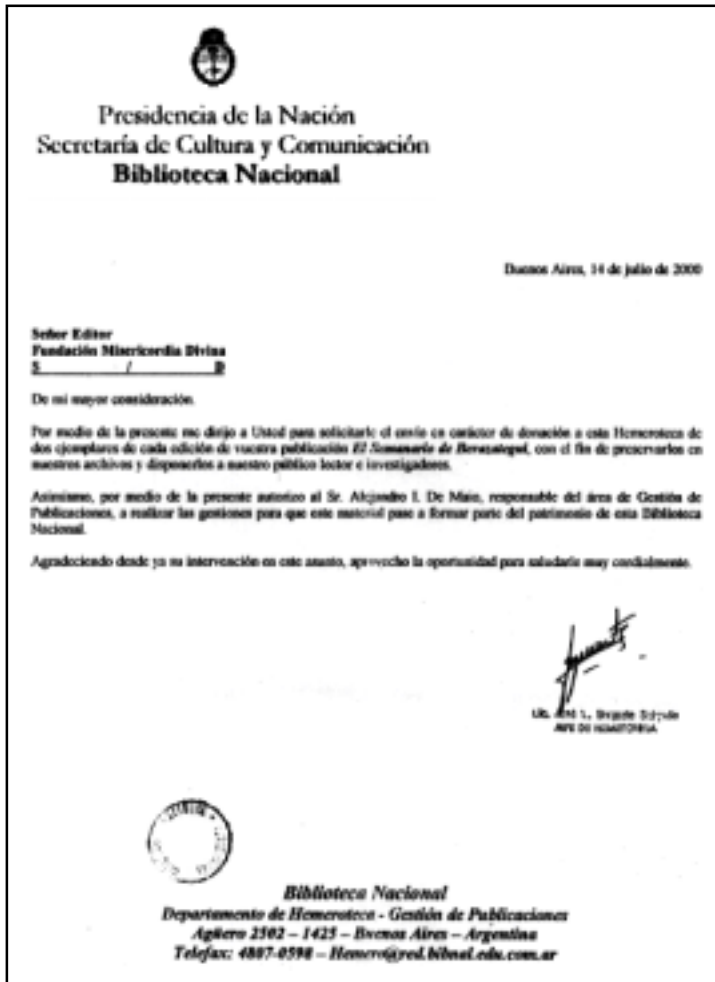 Presidencia de la Nación
Secretaría de Cultura y Comunicación
Biblioteca Nacional
Buenos Aires, 14 de julio de 2000
Señor Editor
Fundación Misericordia Divina
S / D
De mi mayor consideración.
Por medio de la presente me dirijo a Usted para solicitarle el envío en carácter de donación a esta Hemeroteca de
dos ejemplares de cada edición de vuestra publicación El Semanario de Berazategui, con el fin de preservarlos en
nuestros archivos y disponerlos a nuestro público lector e investigadores.
Asimismo, por medio de la presente autorizo al Sr. Alejandro I. De Maio, responsable del área de Gestión de
Publicaciones, a realizar las gestiones para que este material pase a formar parte del patrimonio de esta Biblioteca
Nacional.
Agradeciendo desde ya su intervención en este asunto, aprovecho la oportunidad para saludarle muy cordialmente.
Lic.
JEFE DE HEMEROTECA
Biblioteca Nacional
Departamento de Hemeroteca - Gestión de Publicaciones
Agüero 2502 – 1425 – Buenos Aires – Argentina
Telefax: 4807-0598 – Hemero@red.bibnal.edu.com.ar